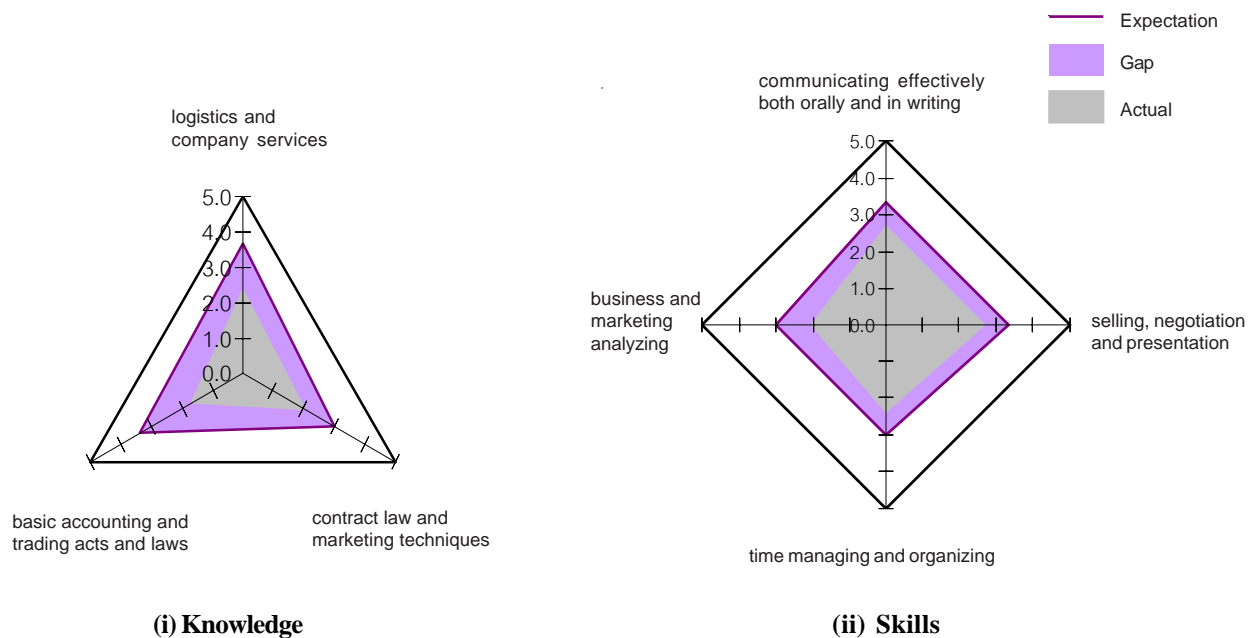 Expectation
Gap
Actual
logistics and
company services
5.0
4.0
3.0
2.0
1.0
0.0
basic accounting and
trading acts and laws
contract law and
marketing techniques
(i) Knowledge
communicating effectively
both orally and in writing
5.0
4.0
3.0
2.0
1.0
0.0
business and
marketing
analyzing
selling, negotiation
and presentation
time managing and organizing
(ii) Skills